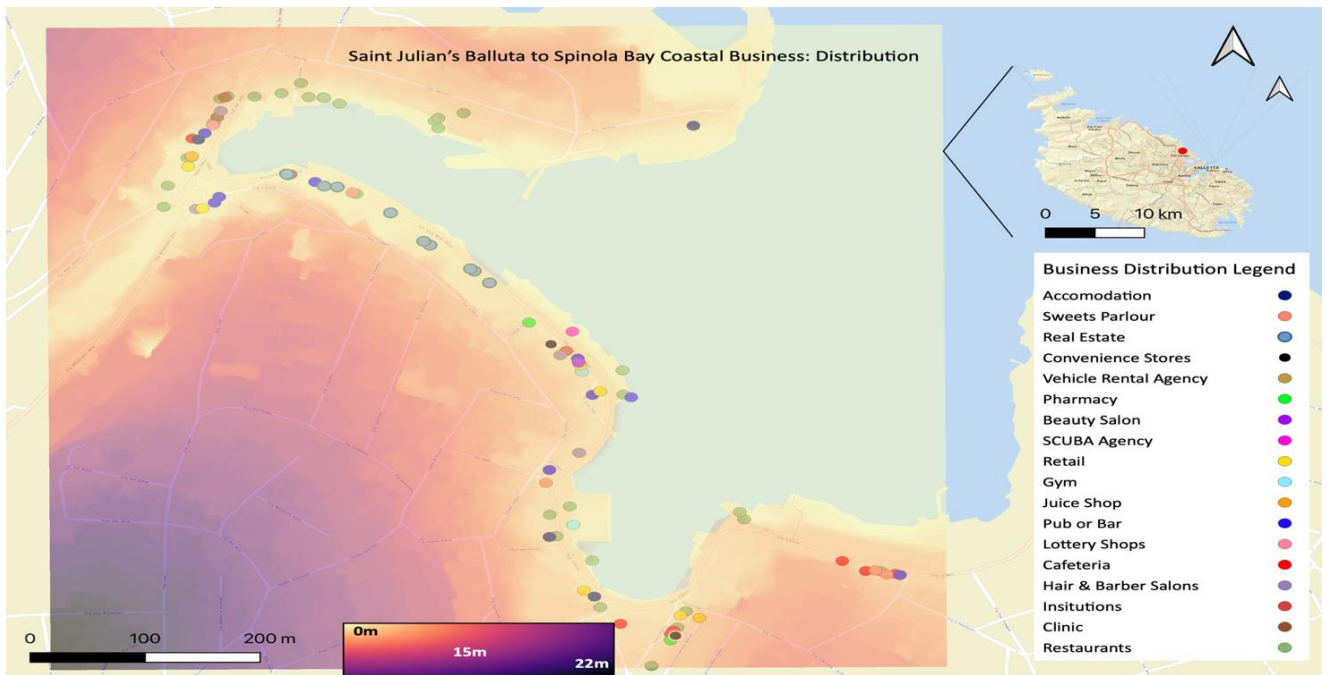 Saint Julian's Balluta to Spinola Bay Coastal Business: Distribution
VALLETTA
0 5 10 km
Business Distribution Legend
Accomodation
Sweets Parlour
Real Estate
Convenience Stores
Vehicle Rental Agency
Pharmacy
Beauty Salon
SCUBA Agency
Retail
Gym
Juice Shop
Pub or Bar
Lottery Shops
Cafeteria
Hair & Barber Salons
Insitutions
Clinic
Restaurants
0 100 200 m
0m
15m
22m